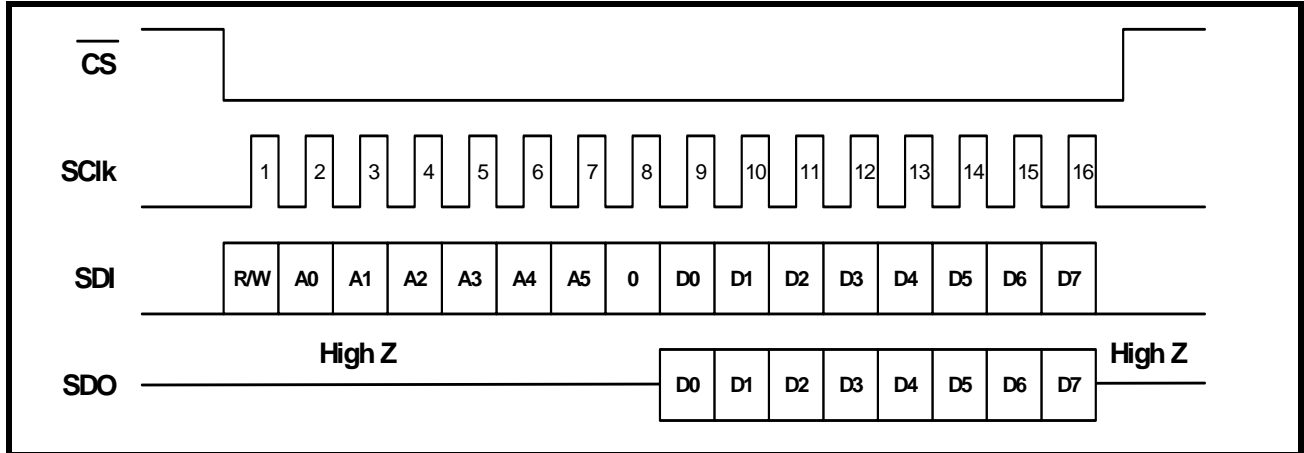 CS
SClk 1 2 3 4 5 6 7 8 9 10 11 12 13 14 15 16
SDI R/W A0 A1 A2 A3 A4 A5 0 D0 D1 D2 D3 D4 D5 D6 D7
High Z High Z
SDO D0 D1 D2 D3 D4 D5 D6 D7